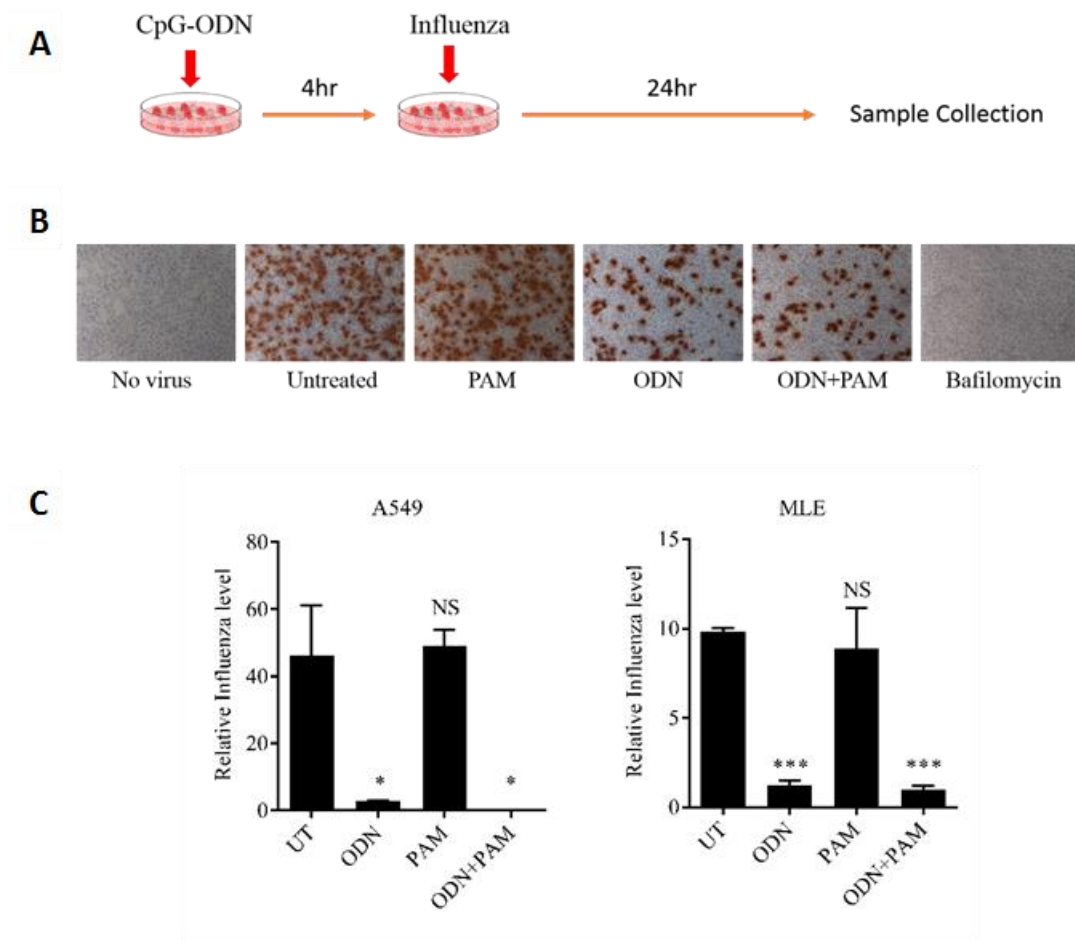 A
CpG-ODN
Influenza
4hr
24hr
Sample Collection
B
No virus
Untreated
PAM
ODN
ODN+PAM
Bafilomycin
C
A549
Relative Influenza level
80
60
40
20
0
NS
*
*
UT
ODN
PAM
ODN+PAM
MLE
Relative Influenza level
15
10
5
0
NS
***
***
UT
ODN
PAM
ODN+PAM